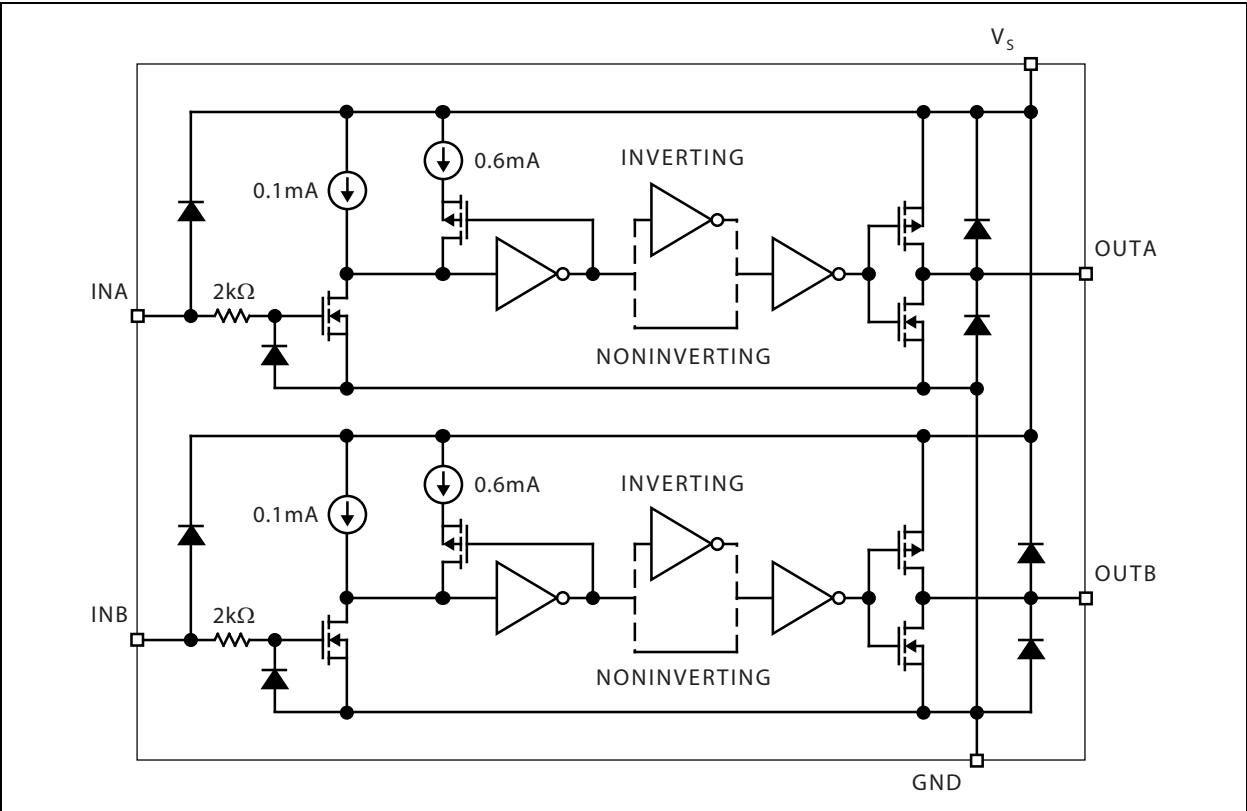 V_S
0.6mA
INVERTING
0.1mA
OUTA
INA
2kΩ
NONINVERTING
0.6mA
INVERTING
0.1mA
OUTB
INB
2kΩ
NONINVERTING
GND